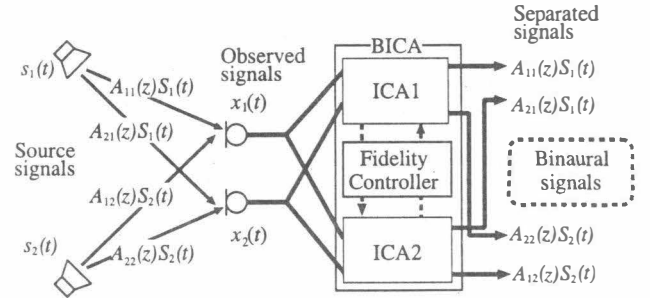 Separated
signals
BICA
Observed
signals
s₁(t)
A₁₁(z)S₁(t)
x₁(t)
ICA1
A₁₁(z)S₁(t)
A₂₁(z)S₁(t)
A₂₁(z)S₁(t)
Source
signals
Fidelity
Controller
Binaural
signals
A₁₂(z)S₂(t)
x₂(t)
s₂(t)
A₂₂(z)S₂(t)
ICA2
A₂₂(z)S₂(t)
A₁₂(z)S₂(t)